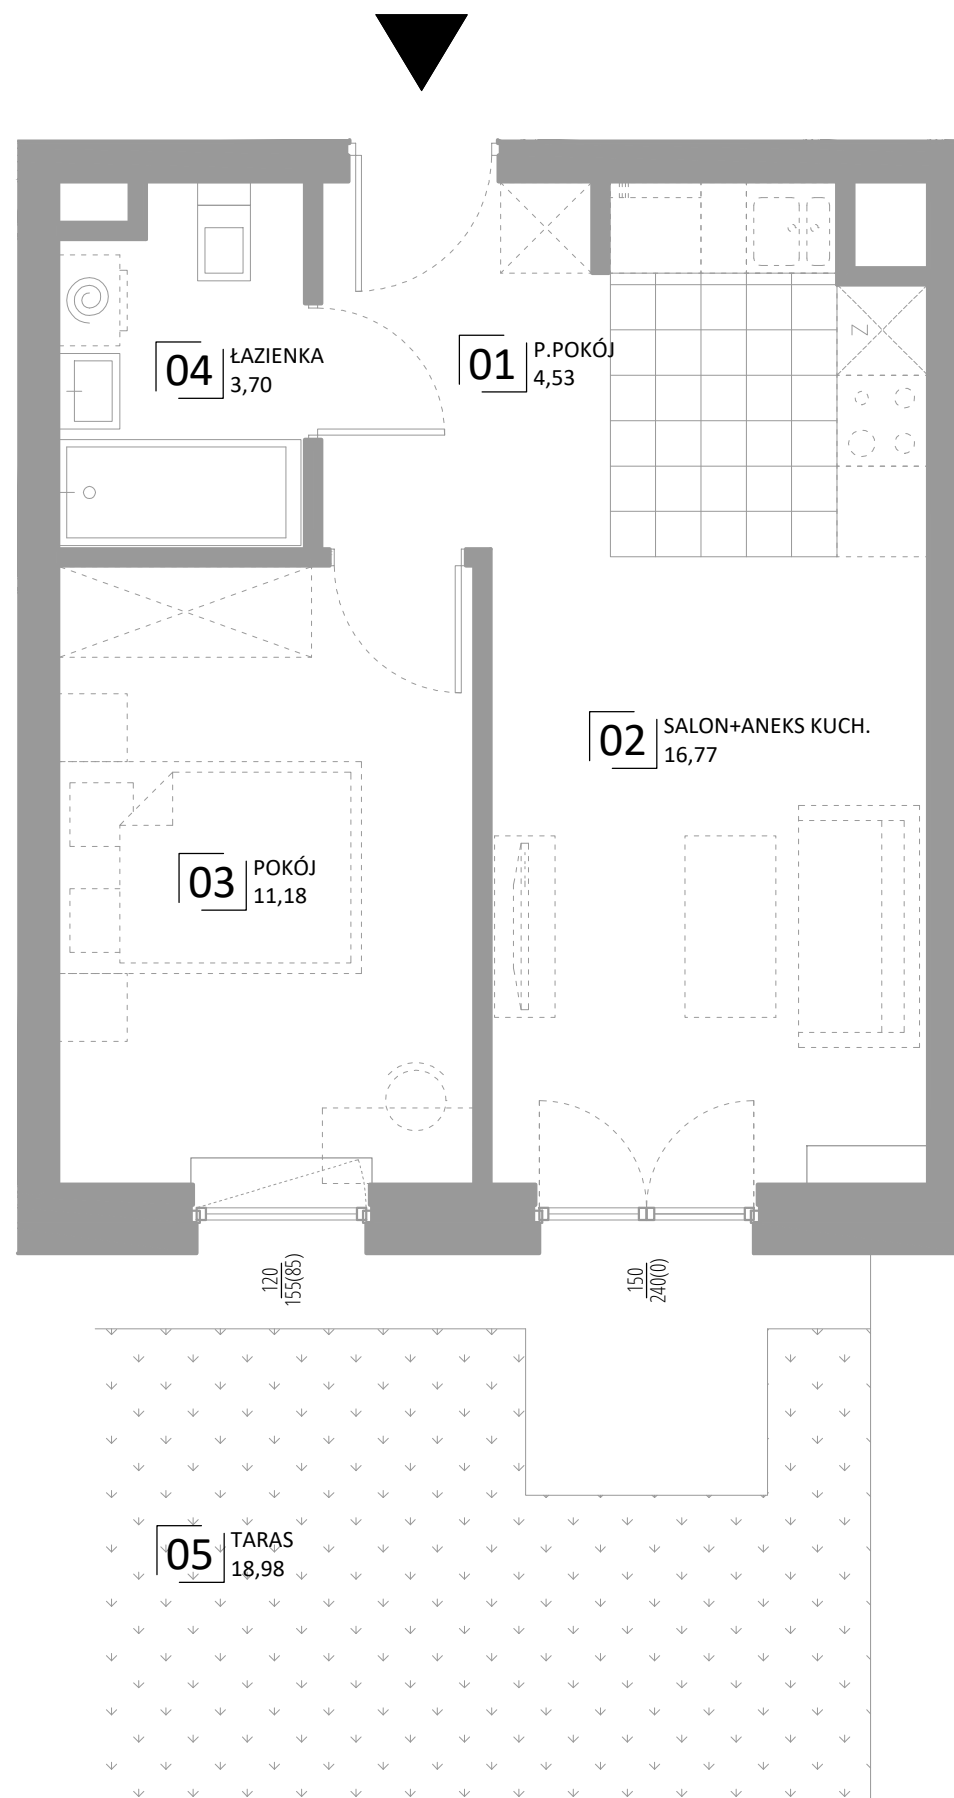 01 P.POKÓJ
4,53
04 ŁAZIENKA
3,70
Z
02 SALON+ANEKS KUCH.
16,77
03 POKÓJ
11,18
120
155(85)
150
240(0)
05 TARAS
18,98